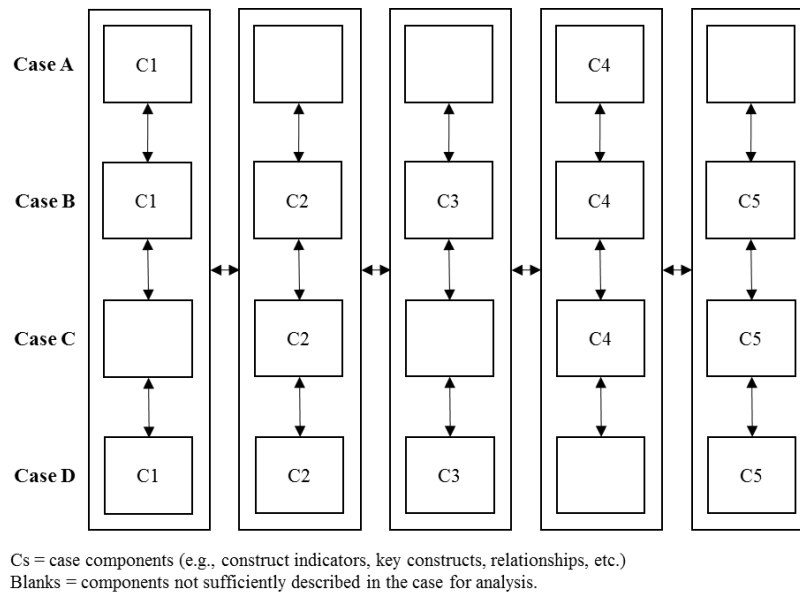 Case A C1 C4
Case B C1 C2 C3 C4 C5
Case C C2 C4 C5
Case D C1 C2 C3 C5
Cs = case components (e.g., construct indicators, key constructs, relationships, etc.)
Blanks = components not sufficiently described in the case for analysis.